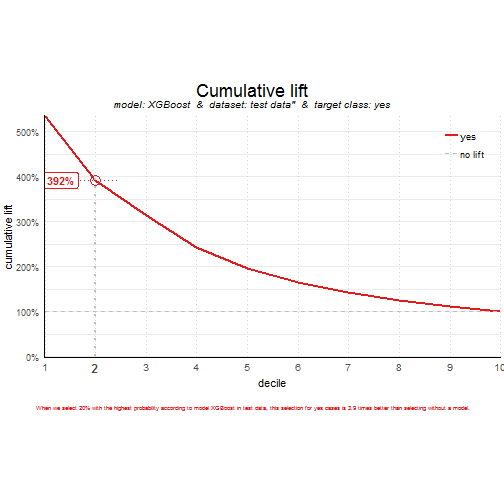 Cumulative lift
model: XGBoost & dataset: test data" & target class: yes
yes
no lift
500%
400%
392%
300%
200%
100%
0%
cumulative lift
1 2 3 4 5 6 7 8 9 10
decile
When we select 20% with the highest probability according to model XGBoost in test data, this selection for yes cases is 3.9 times better than selecting without a model.